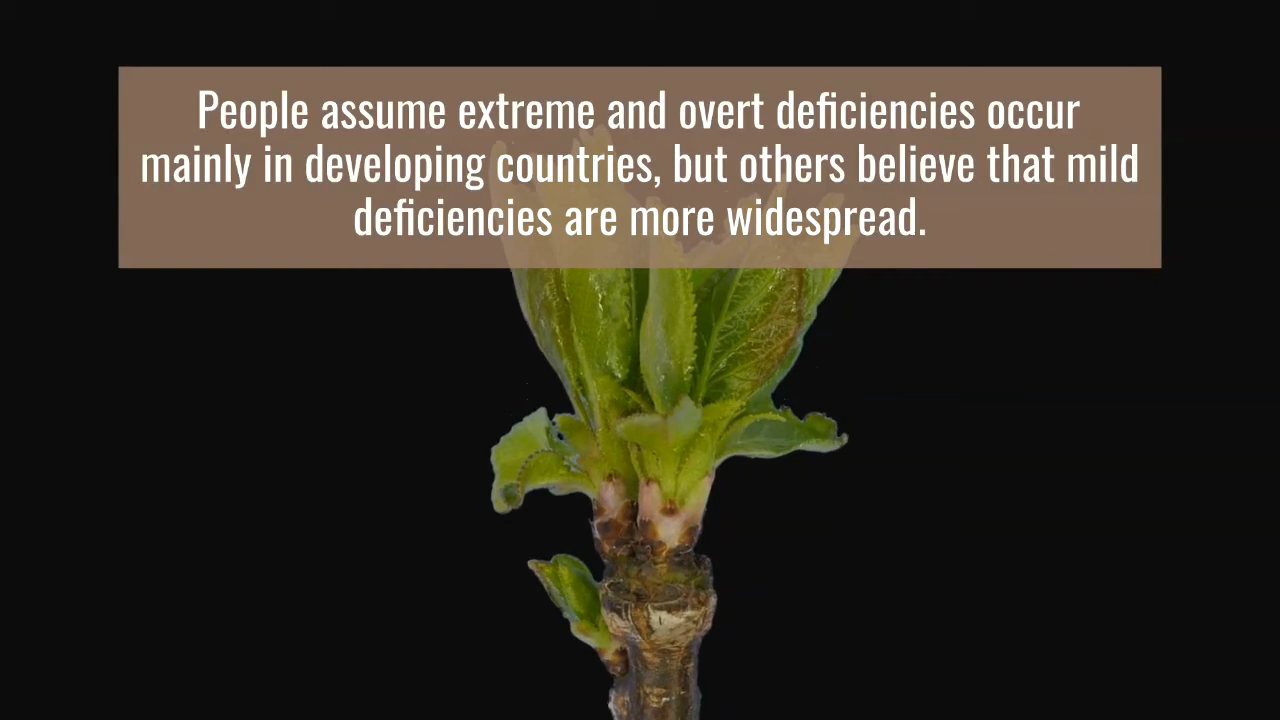 People assume extreme and overt deficiencies occur
mainly in developing countries, but others believe that mild
deficiencies are more widespread.